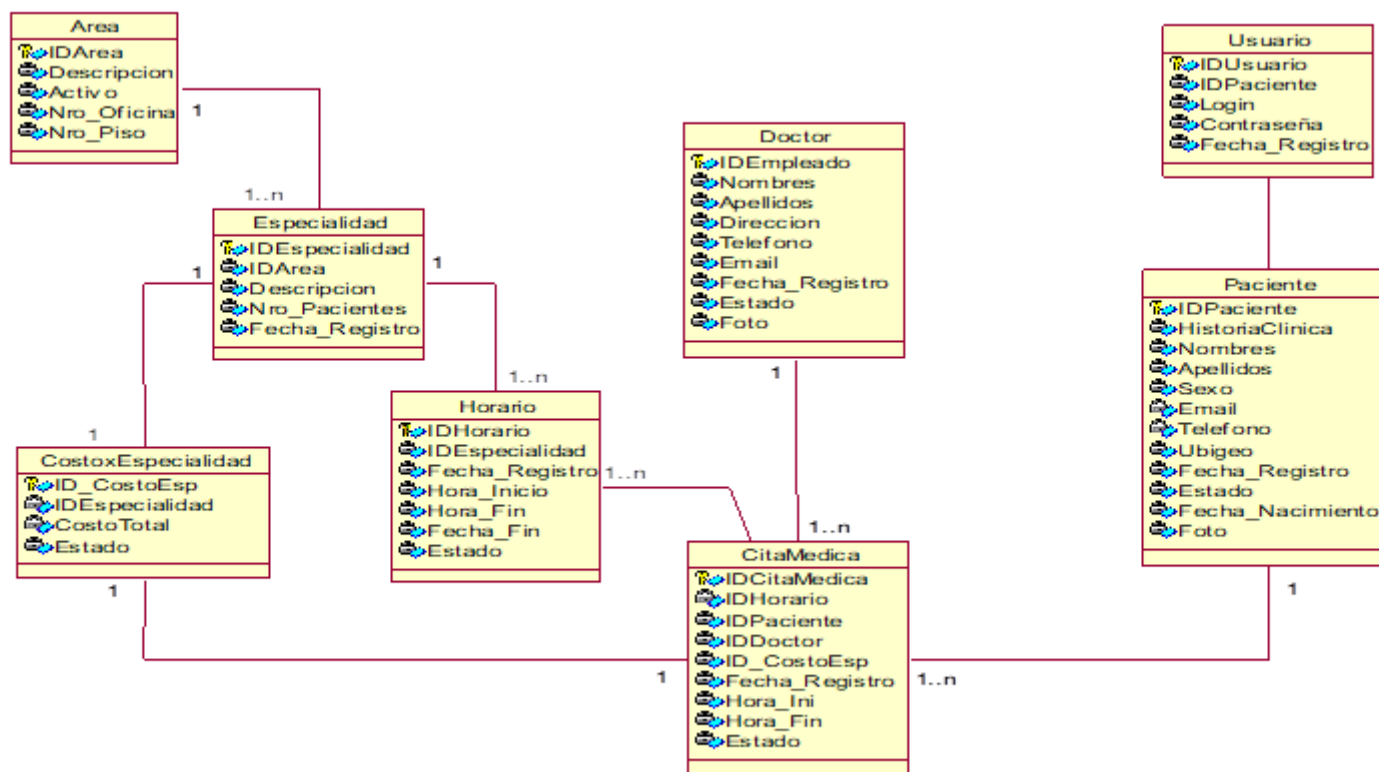 Area
IDArea
Descripcion
Activo
Nro_Oficina
Nro_Piso
1
1..n
Especialidad
IDEspecialidad
IDArea
Descripcion
Nro_Pacientes
Fecha_Registro
1
1
1..n
1
Horario
IDHorario
IDEspecialidad
Fecha_Registro
Hora_Inicio
Hora_Fin
Fecha_Fin
Estado
1..n
CostoxEspecialidad
ID_CostoEsp
IDEspecialidad
CostoTotal
Estado
1
1
Doctor
IDEmpleado
Nombres
Apellidos
Direccion
Telefono
Email
Fecha_Registro
Estado
Foto
1
1..n
CitaMedica
IDCitaMedica
IDHorario
IDPaciente
IDDoctor
ID_CostoEsp
Fecha_Registro
Hora_Ini
Hora_Fin
Estado
1..n
Usuario
IDUsuario
IDPaciente
Login
Contraseña
Fecha_Registro
Paciente
IDPaciente
HistoriaClinica
Nombres
Apellidos
Sexo
Email
Telefono
Ubigeo
Fecha_Registro
Estado
Fecha_Nacimiento
Foto
1